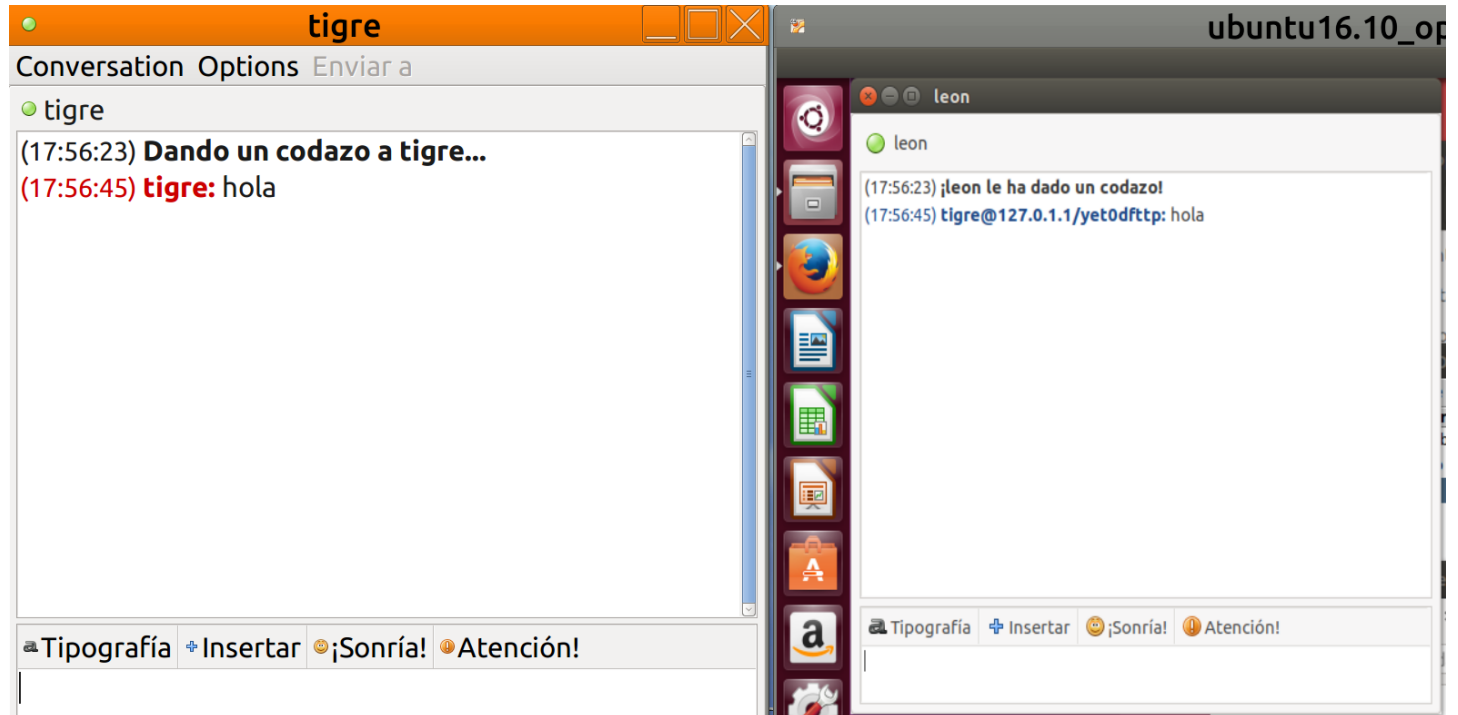 tigre
Conversation Options Enviar a
tigre
(17:56:23) Dando un codazo a tigre...
(17:56:45) tigre: hola
a Tipografía Insertar ¡Sonría! Atención!
ubuntu16.10_op
leon
leon
(17:56:23) ¡leon le ha dado un codazo!
(17:56:45) tigre@127.0.1.1/yet0dfttp: hola
a Tipografía Insertar ¡Sonría! Atención!
A
a